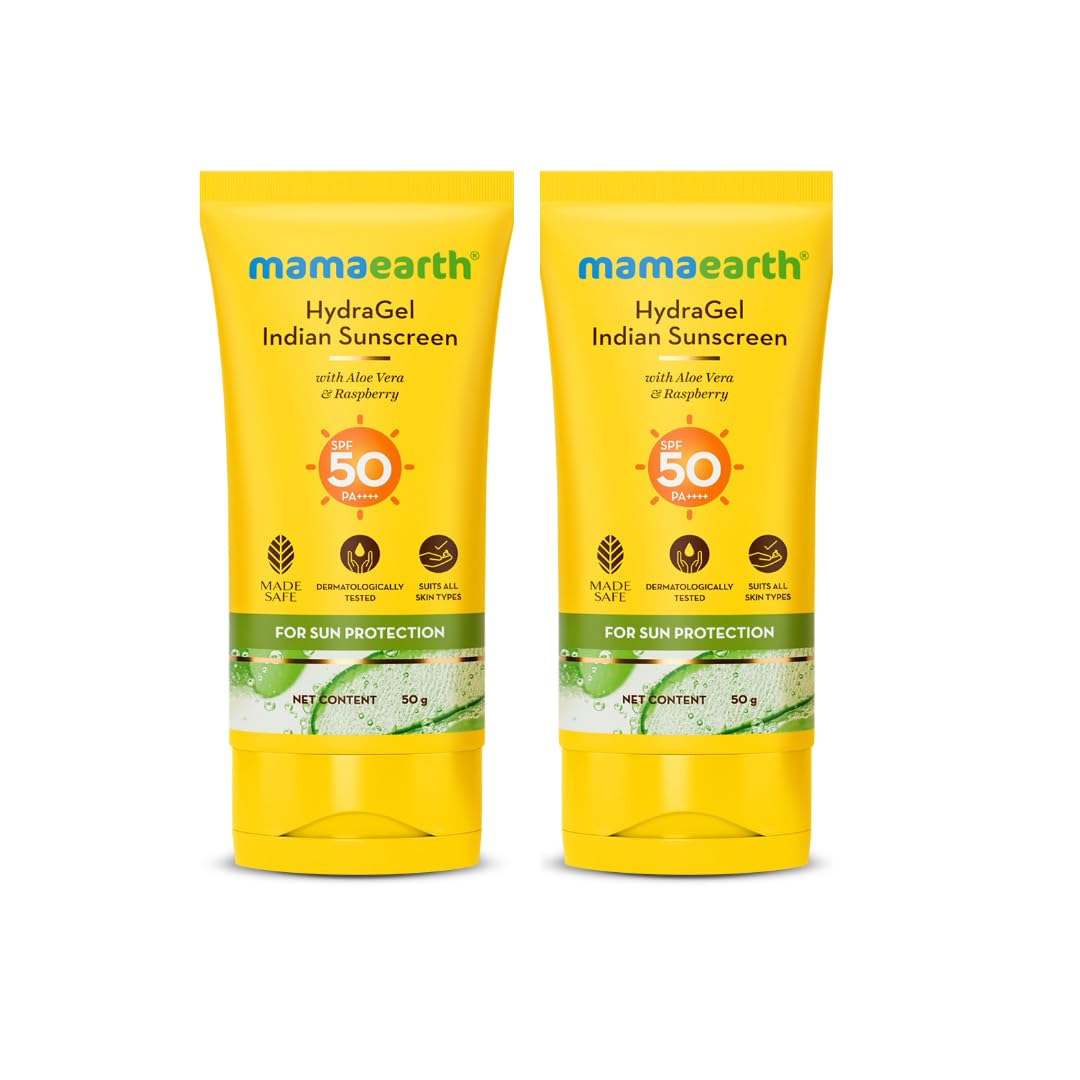 mamaearth®
HydraGel
Indian Sunscreen
with Aloe Vera
& Raspberry
SPF
50
PA++++
MADE
SAFE
DERMATOLOGICALLY
TESTED
SUITS ALL
SKIN TYPES
FOR SUN PROTECTION
NET CONTENT 50 g
mamaearth®
HydraGel
Indian Sunscreen
with Aloe Vera
& Raspberry
SPF
50
PA++++
MADE
SAFE
DERMATOLOGICALLY
TESTED
SUITS ALL
SKIN TYPES
FOR SUN PROTECTION
NET CONTENT 50 g